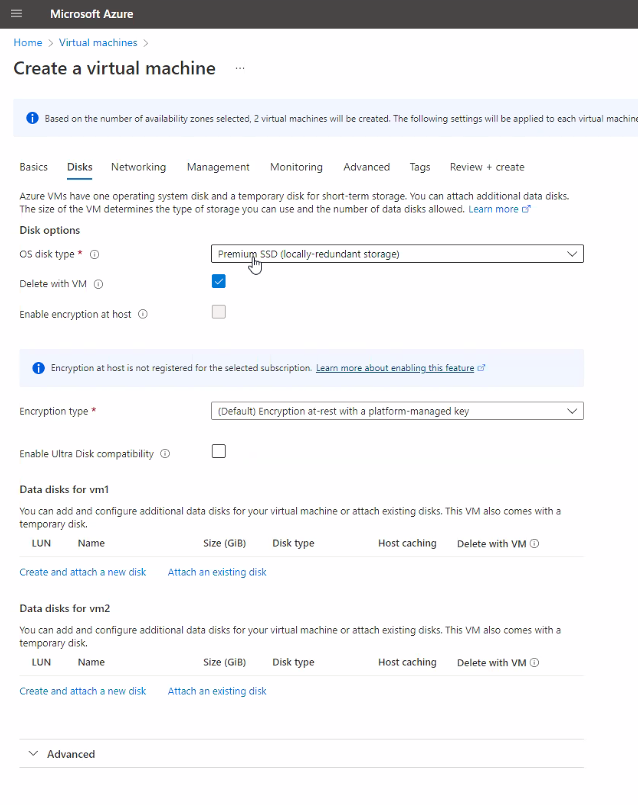 Microsoft Azure
Home > Virtual machines >
Create a virtual machine ...
Based on the number of availability zones selected, 2 virtual machines will be created. The following settings will be applied to each virtual machine
Basics Disks Networking Management Monitoring Advanced Tags Review + create
Azure VMs have one operating system disk and a temporary disk for short-term storage. You can attach additional data disks.
The size of the VM determines the type of storage you can use and the number of data disks allowed. Learn more
Disk options
OS disk type * Premium SSD (locally-redundant storage)
Delete with VM
Enable encryption at host
Encryption at host is not registered for the selected subscription. Learn more about enabling this feature
Encryption type * (Default) Encryption at-rest with a platform-managed key
Enable Ultra Disk compatibility
Data disks for vm1
You can add and configure additional data disks for your virtual machine or attach existing disks. This VM also comes with a
temporary disk.
LUN Name Size (GiB) Disk type Host caching Delete with VM
Create and attach a new disk Attach an existing disk
Data disks for vm2
You can add and configure additional data disks for your virtual machine or attach existing disks. This VM also comes with a
temporary disk.
LUN Name Size (GiB) Disk type Host caching Delete with VM
Create and attach a new disk Attach an existing disk
Advanced